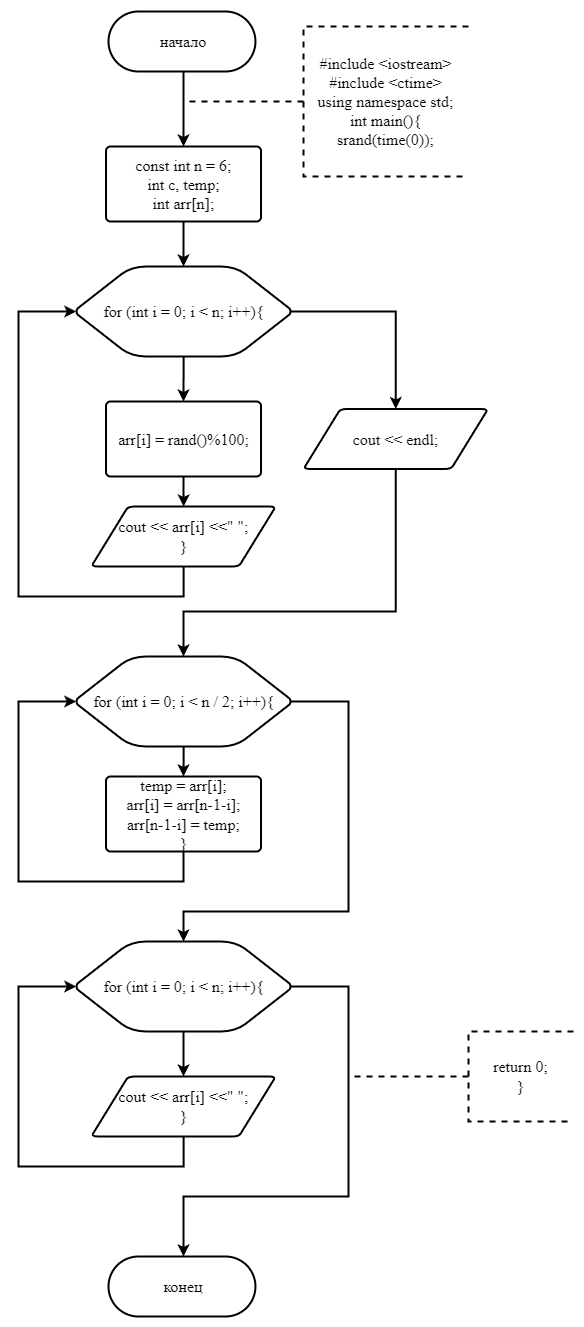 начало
#include <iostream>
#include <ctime>
using namespace std;
int main(){
srand(time(0));
const int n = 6;
int c, temp;
int arr[n];
for (int i = 0; i < n; i++){
arr[i] = rand()%100;
cout << endl;
cout << arr[i] <<" ";
}
for (int i = 0; i < n / 2; i++){
temp = arr[i];
arr[i] = arr[n-1-i];
arr[n-1-i] = temp;
}
for (int i = 0; i < n; i++){
return 0;
}
cout << arr[i] <<" ";
}
конец